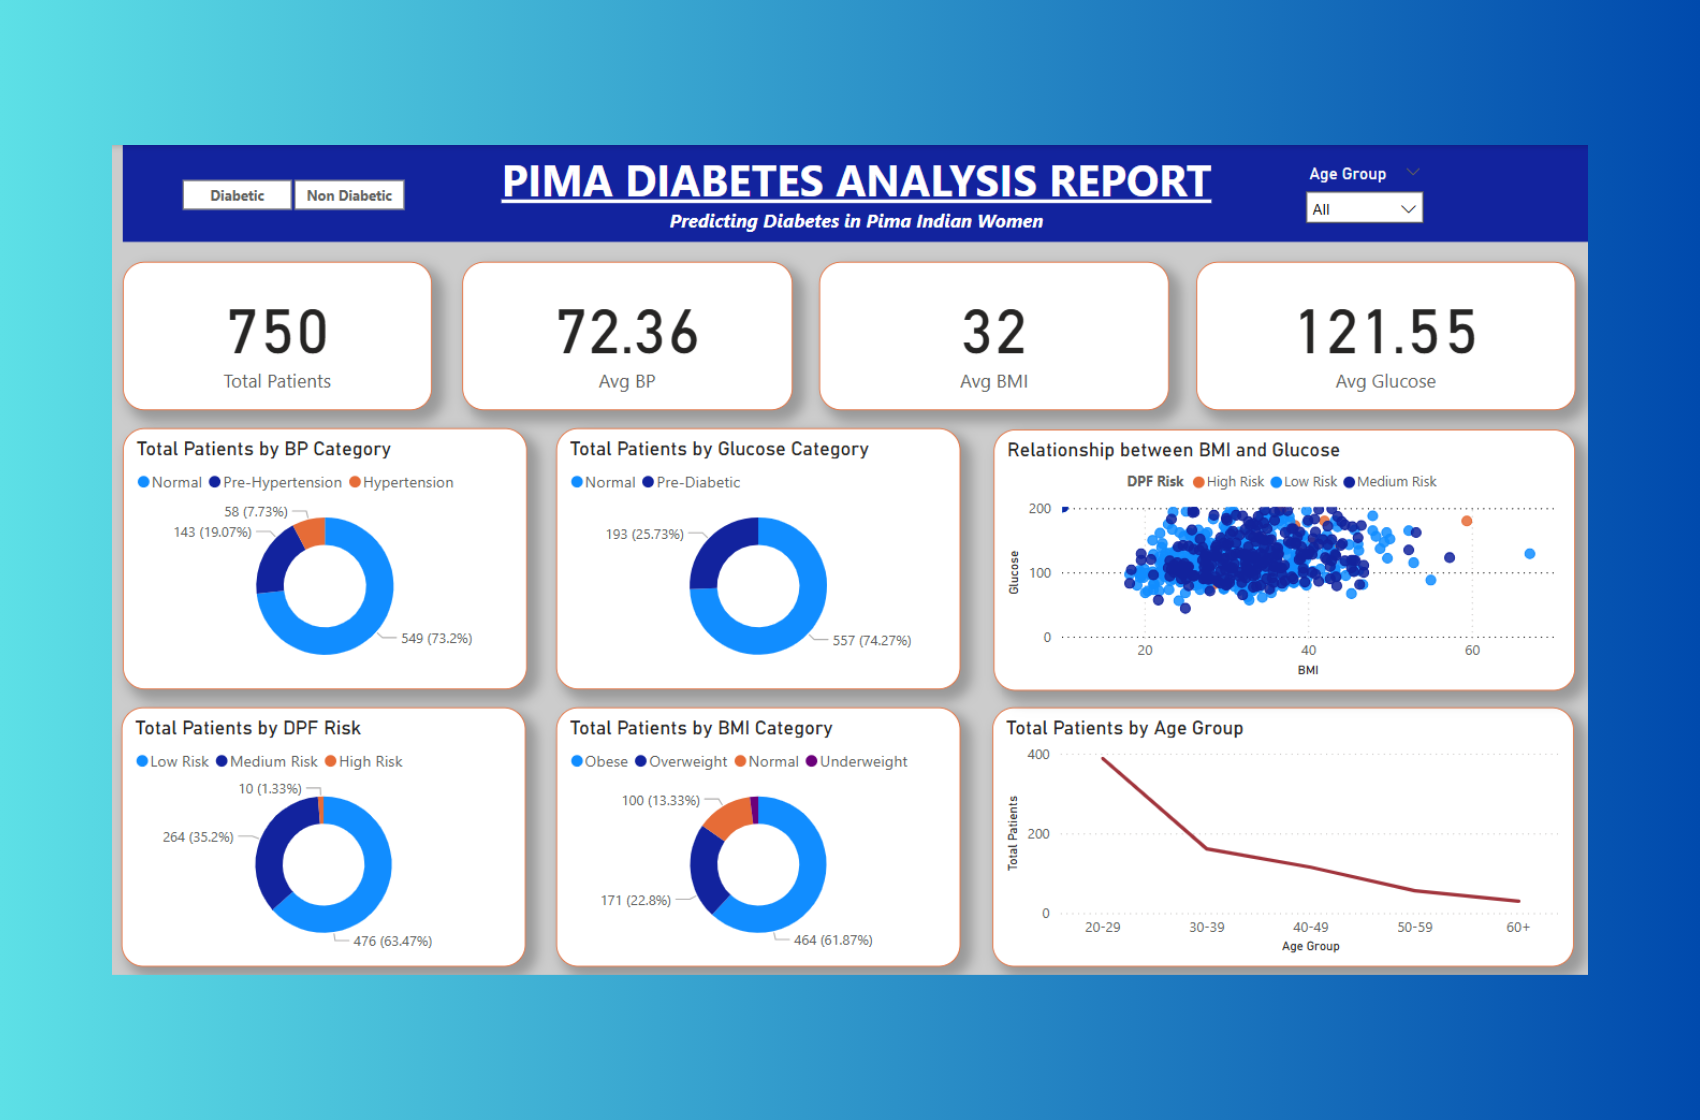 PIMA DIABETES ANALYSIS REPORT
Predicting Diabetes in Pima Indian Women
Diabetic
Non Diabetic
Age Group
All
750
Total Patients
72.36
Avg BP
32
Avg BMI
121.55
Avg Glucose
Total Patients by BP Category
Normal Pre-Hypertension Hypertension
58 (7.73%)
143 (19.07%)
549 (73.2%)
Total Patients by Glucose Category
Normal Pre-Diabetic
193 (25.73%)
557 (74.27%)
Relationship between BMI and Glucose
DPF Risk High Risk Low Risk Medium Risk
Glucose
200
100
0
20 40 60
BMI
Total Patients by DPF Risk
Low Risk Medium Risk High Risk
10 (1.33%)
264 (35.2%)
476 (63.47%)
Total Patients by BMI Category
Obese Overweight Normal Underweight
100 (13.33%)
171 (22.8%)
464 (61.87%)
Total Patients by Age Group
Total Patients
400
200
0
20-29 30-39 40-49 50-59 60+
Age Group